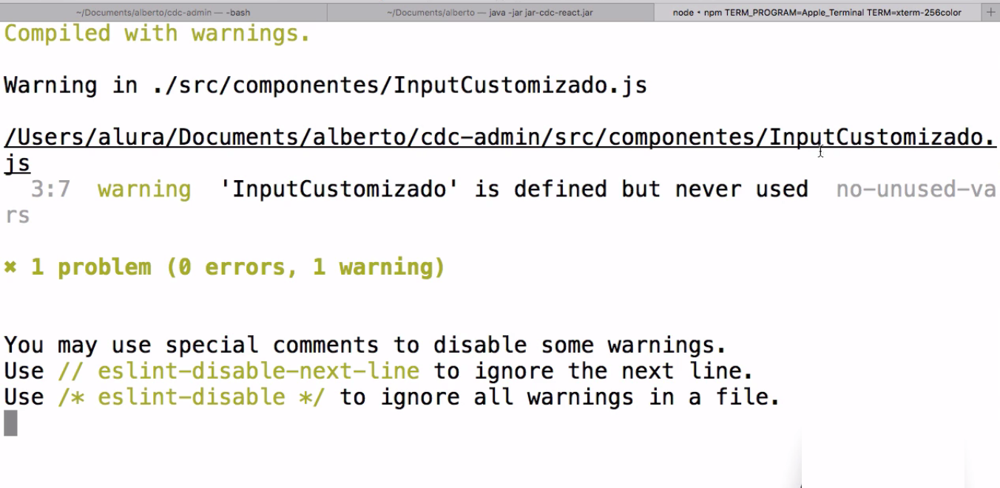 ~/Documents/alberto/cdc-admin — -bash
~/Documents/alberto — java -jar jar-cdc-react.jar
node • npm TERM_PROGRAM=Apple_Terminal TERM=xterm-256color
+
Compiled with warnings.
Warning in ./src/componentes/InputCustomizado.js
/Users/alura/Documents/alberto/cdc-admin/src/componentes/InputCustomizado.
js
3:7  warning  'InputCustomizado' is defined but never used  no-unused-va
rs
✖ 1 problem (0 errors, 1 warning)
You may use special comments to disable some warnings.
Use // eslint-disable-next-line to ignore the next line.
Use /* eslint-disable */ to ignore all warnings in a file.